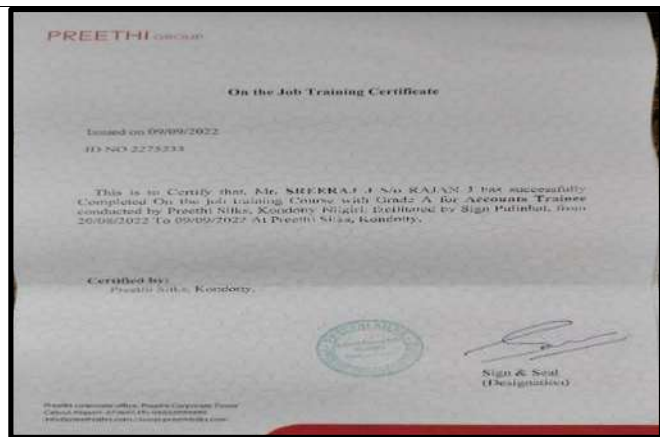 PREETHI GROUP
On the Job Training Certificate
Issued on 09/09/2022
ID NO 2275233
This is to Certify that, Mr. SREERAJ J S/o RAJAN J has successfully
Completed On the job training Course with Grade A for Accounts Trainee
conducted by Preethi Silks, Kondotty Nilgiri, facilitated by Sign from
20/08/2022 To 09/09/2022 At Preethi Silks, Kondotty.
Certified by:
Preethi Silks, Kondotty.
Sign & Seal
(Designation)